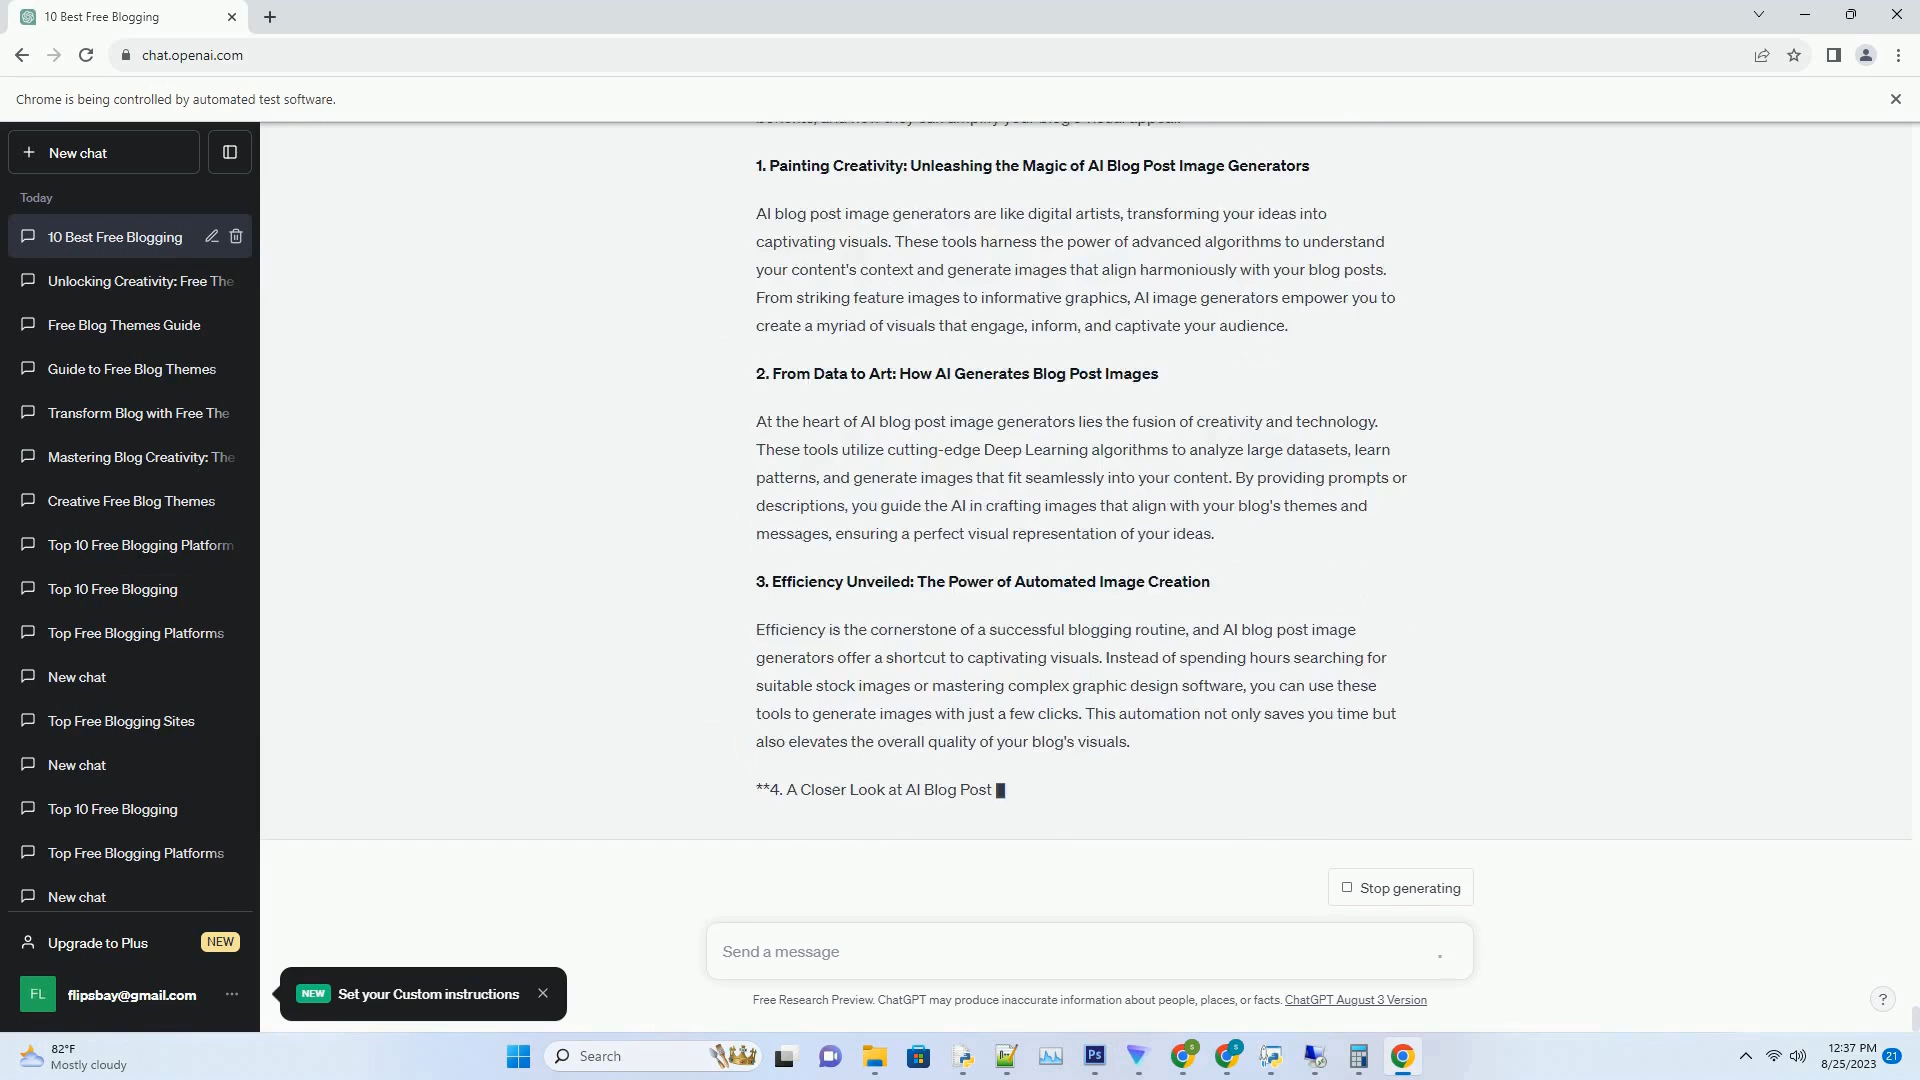 10 Best Free Blogging
chat.openai.com
Chrome is being controlled by automated test software.
New chat
Today
10 Best Free Blogging
Unlocking Creativity: Free The
Free Blog Themes Guide
Guide to Free Blog Themes
Transform Blog with Free The
Mastering Blog Creativity: The
Creative Free Blog Themes
Top 10 Free Blogging Platform
Top 10 Free Blogging
Top Free Blogging Platforms
New chat
Top Free Blogging Sites
New chat
Top 10 Free Blogging
Top Free Blogging Platforms
New chat
Upgrade to Plus NEW
FL flipsbay@gmail.com
benefits, and how they can amplify your blog's visual appeal.
1. Painting Creativity: Unleashing the Magic of AI Blog Post Image Generators
AI blog post image generators are like digital artists, transforming your ideas into
captivating visuals. These tools harness the power of advanced algorithms to understand
your content's context and generate images that align harmoniously with your blog posts.
From striking feature images to informative graphics, AI image generators empower you to
create a myriad of visuals that engage, inform, and captivate your audience.
2. From Data to Art: How AI Generates Blog Post Images
At the heart of AI blog post image generators lies the fusion of creativity and technology.
These tools utilize cutting-edge Deep Learning algorithms to analyze large datasets, learn
patterns, and generate images that fit seamlessly into your content. By providing prompts or
descriptions, you guide the AI in crafting images that align with your blog's themes and
messages, ensuring a perfect visual representation of your ideas.
3. Efficiency Unveiled: The Power of Automated Image Creation
Efficiency is the cornerstone of a successful blogging routine, and AI blog post image
generators offer a shortcut to captivating visuals. Instead of spending hours searching for
suitable stock images or mastering complex graphic design software, you can use these
tools to generate images with just a few clicks. This automation not only saves you time but
also elevates the overall quality of your blog's visuals.
**4. A Closer Look at AI Blog Post
Stop generating
Send a message
NEW Set your Custom instructions
Free Research Preview. ChatGPT may produce inaccurate information about people, places, or facts. ChatGPT August 3 Version
?
82°F
Mostly cloudy
Search
Ps
S
S
12:37 PM
8/25/2023
21